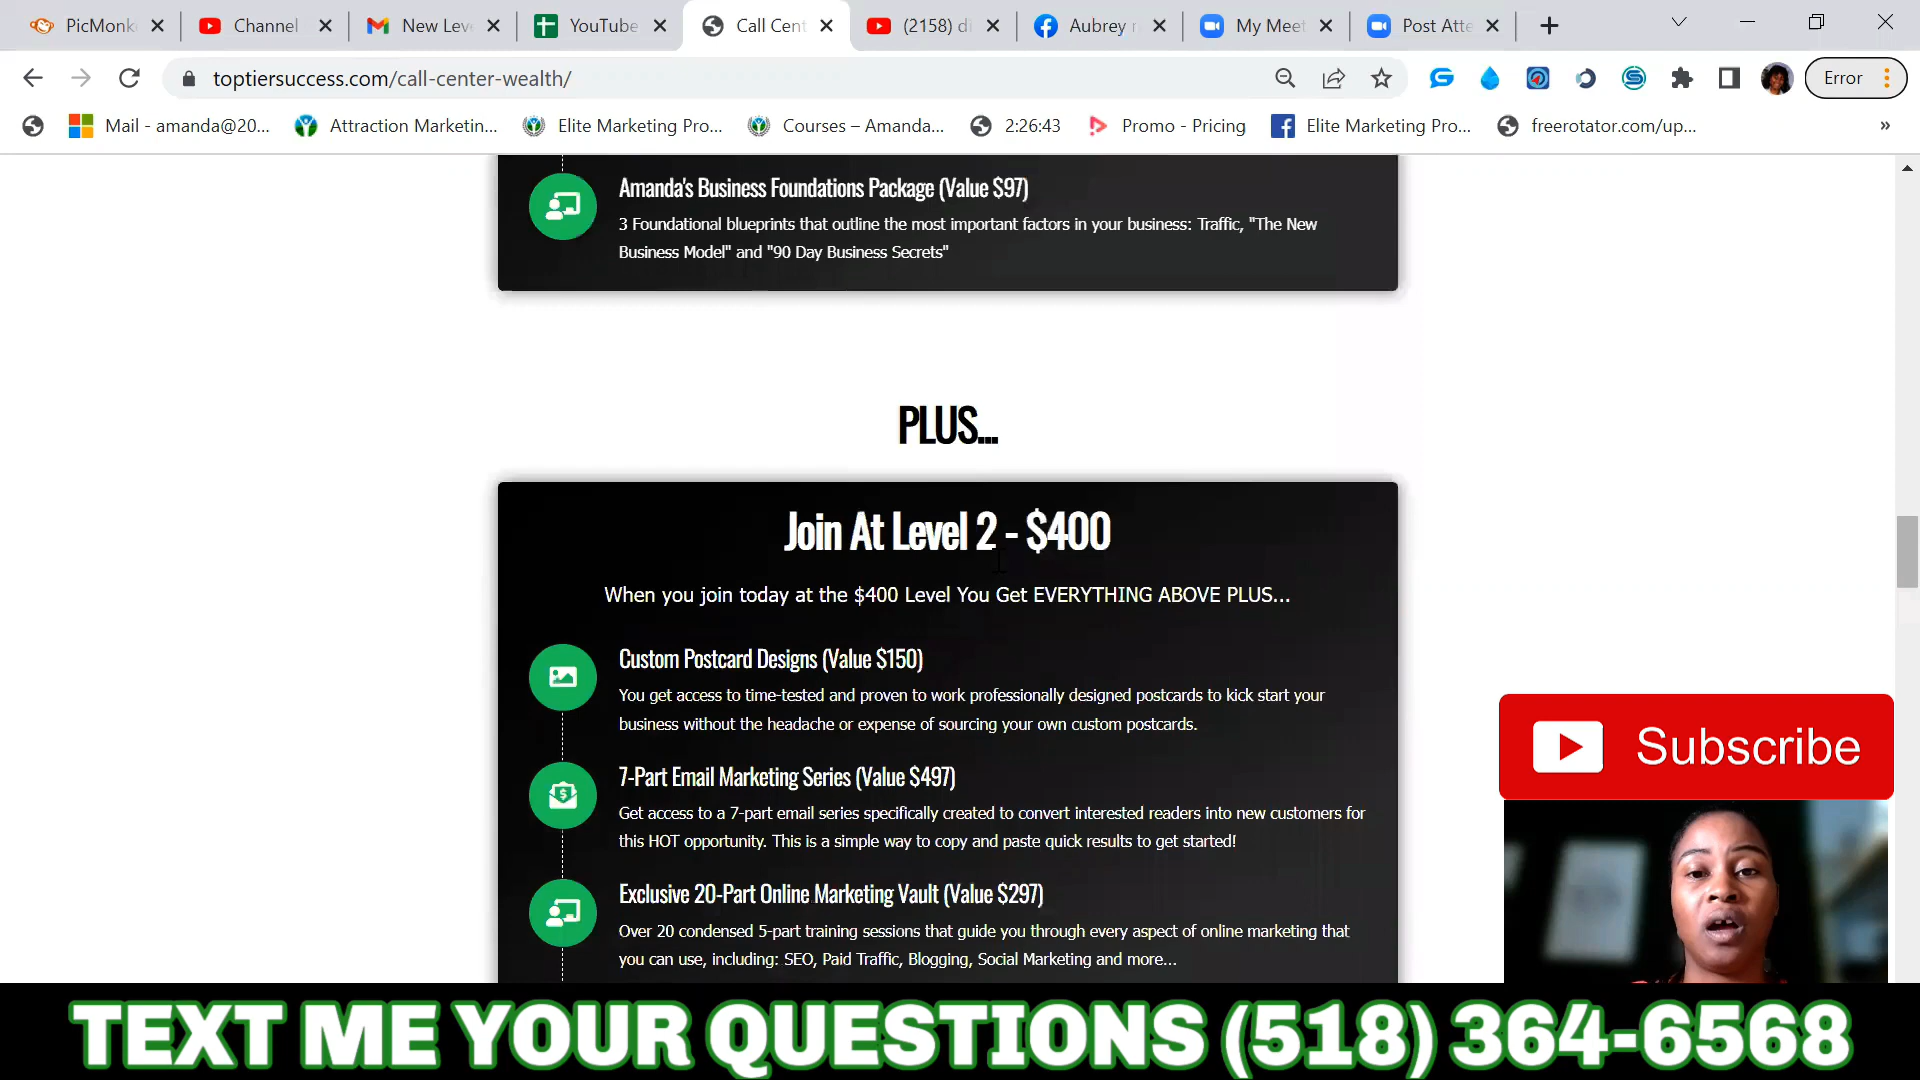 PicMonk
Channel
New Lev
YouTube
Call Cent
(2158) di
Aubrey r
My Meet
Post Atte
toptiersuccess.com/call-center-wealth/
Error
Mail - amanda@20...
Attraction Marketin...
Elite Marketing Pro...
Courses – Amanda...
2:26:43
Promo - Pricing
Elite Marketing Pro...
freerotator.com/up...
»
Amanda's Business Foundations Package (Value $97)
3 Foundational blueprints that outline the most important factors in your business: Traffic, "The New
Business Model" and "90 Day Business Secrets"
PLUS...
Join At Level 2 - $400
When you join today at the $400 Level You Get EVERYTHING ABOVE PLUS...
Custom Postcard Designs (Value $150)
You get access to time-tested and proven to work professionally designed postcards to kick start your
business without the headache or expense of sourcing your own custom postcards.
7-Part Email Marketing Series (Value $497)
Get access to a 7-part email series specifically created to convert interested readers into new customers for
this HOT opportunity. This is a simple way to copy and paste quick results to get started!
Exclusive 20-Part Online Marketing Vault (Value $297)
Over 20 condensed 5-part training sessions that guide you through every aspect of online marketing that
you can use, including: SEO, Paid Traffic, Blogging, Social Marketing and more...
Subscribe
TEXT ME YOUR QUESTIONS (518) 364-6568